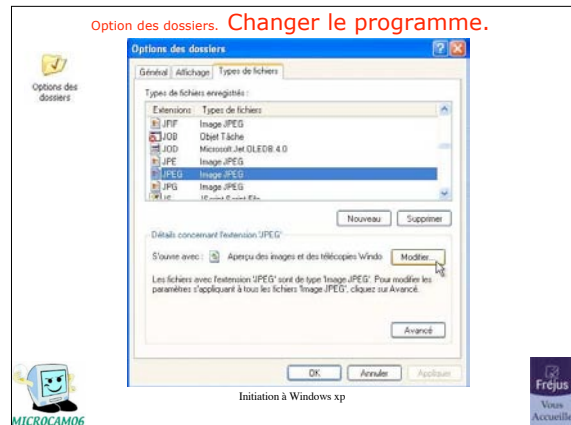 Option des dossiers. Changer le programme.
Options des dossiers
Options des dossiers
Général Affichage Types de fichiers
Types de fichiers enregistrés :
Extensions Types de fichiers
JFIF Image JPEG
JOB Objet Tâche
JOD Microsoft.Jet.OLEDB.4.0
JPE Image JPEG
JPEG Image JPEG
JPG Image JPEG
JS JScript Script File
Nouveau Supprimer
Détails concernant l'extension 'JPEG'
S'ouvre avec : Aperçu des images et des télécopies Windo Modifier...
Les fichiers avec l'extension 'JPEG' sont de type 'Image JPEG'. Pour modifier les
paramètres s'appliquant à tous les fichiers 'Image JPEG', cliquez sur Avancé.
Avancé
OK Annuler Appliquer
Initiation à Windows xp
MICROCAM06
Fréjus
Vous
Accueille